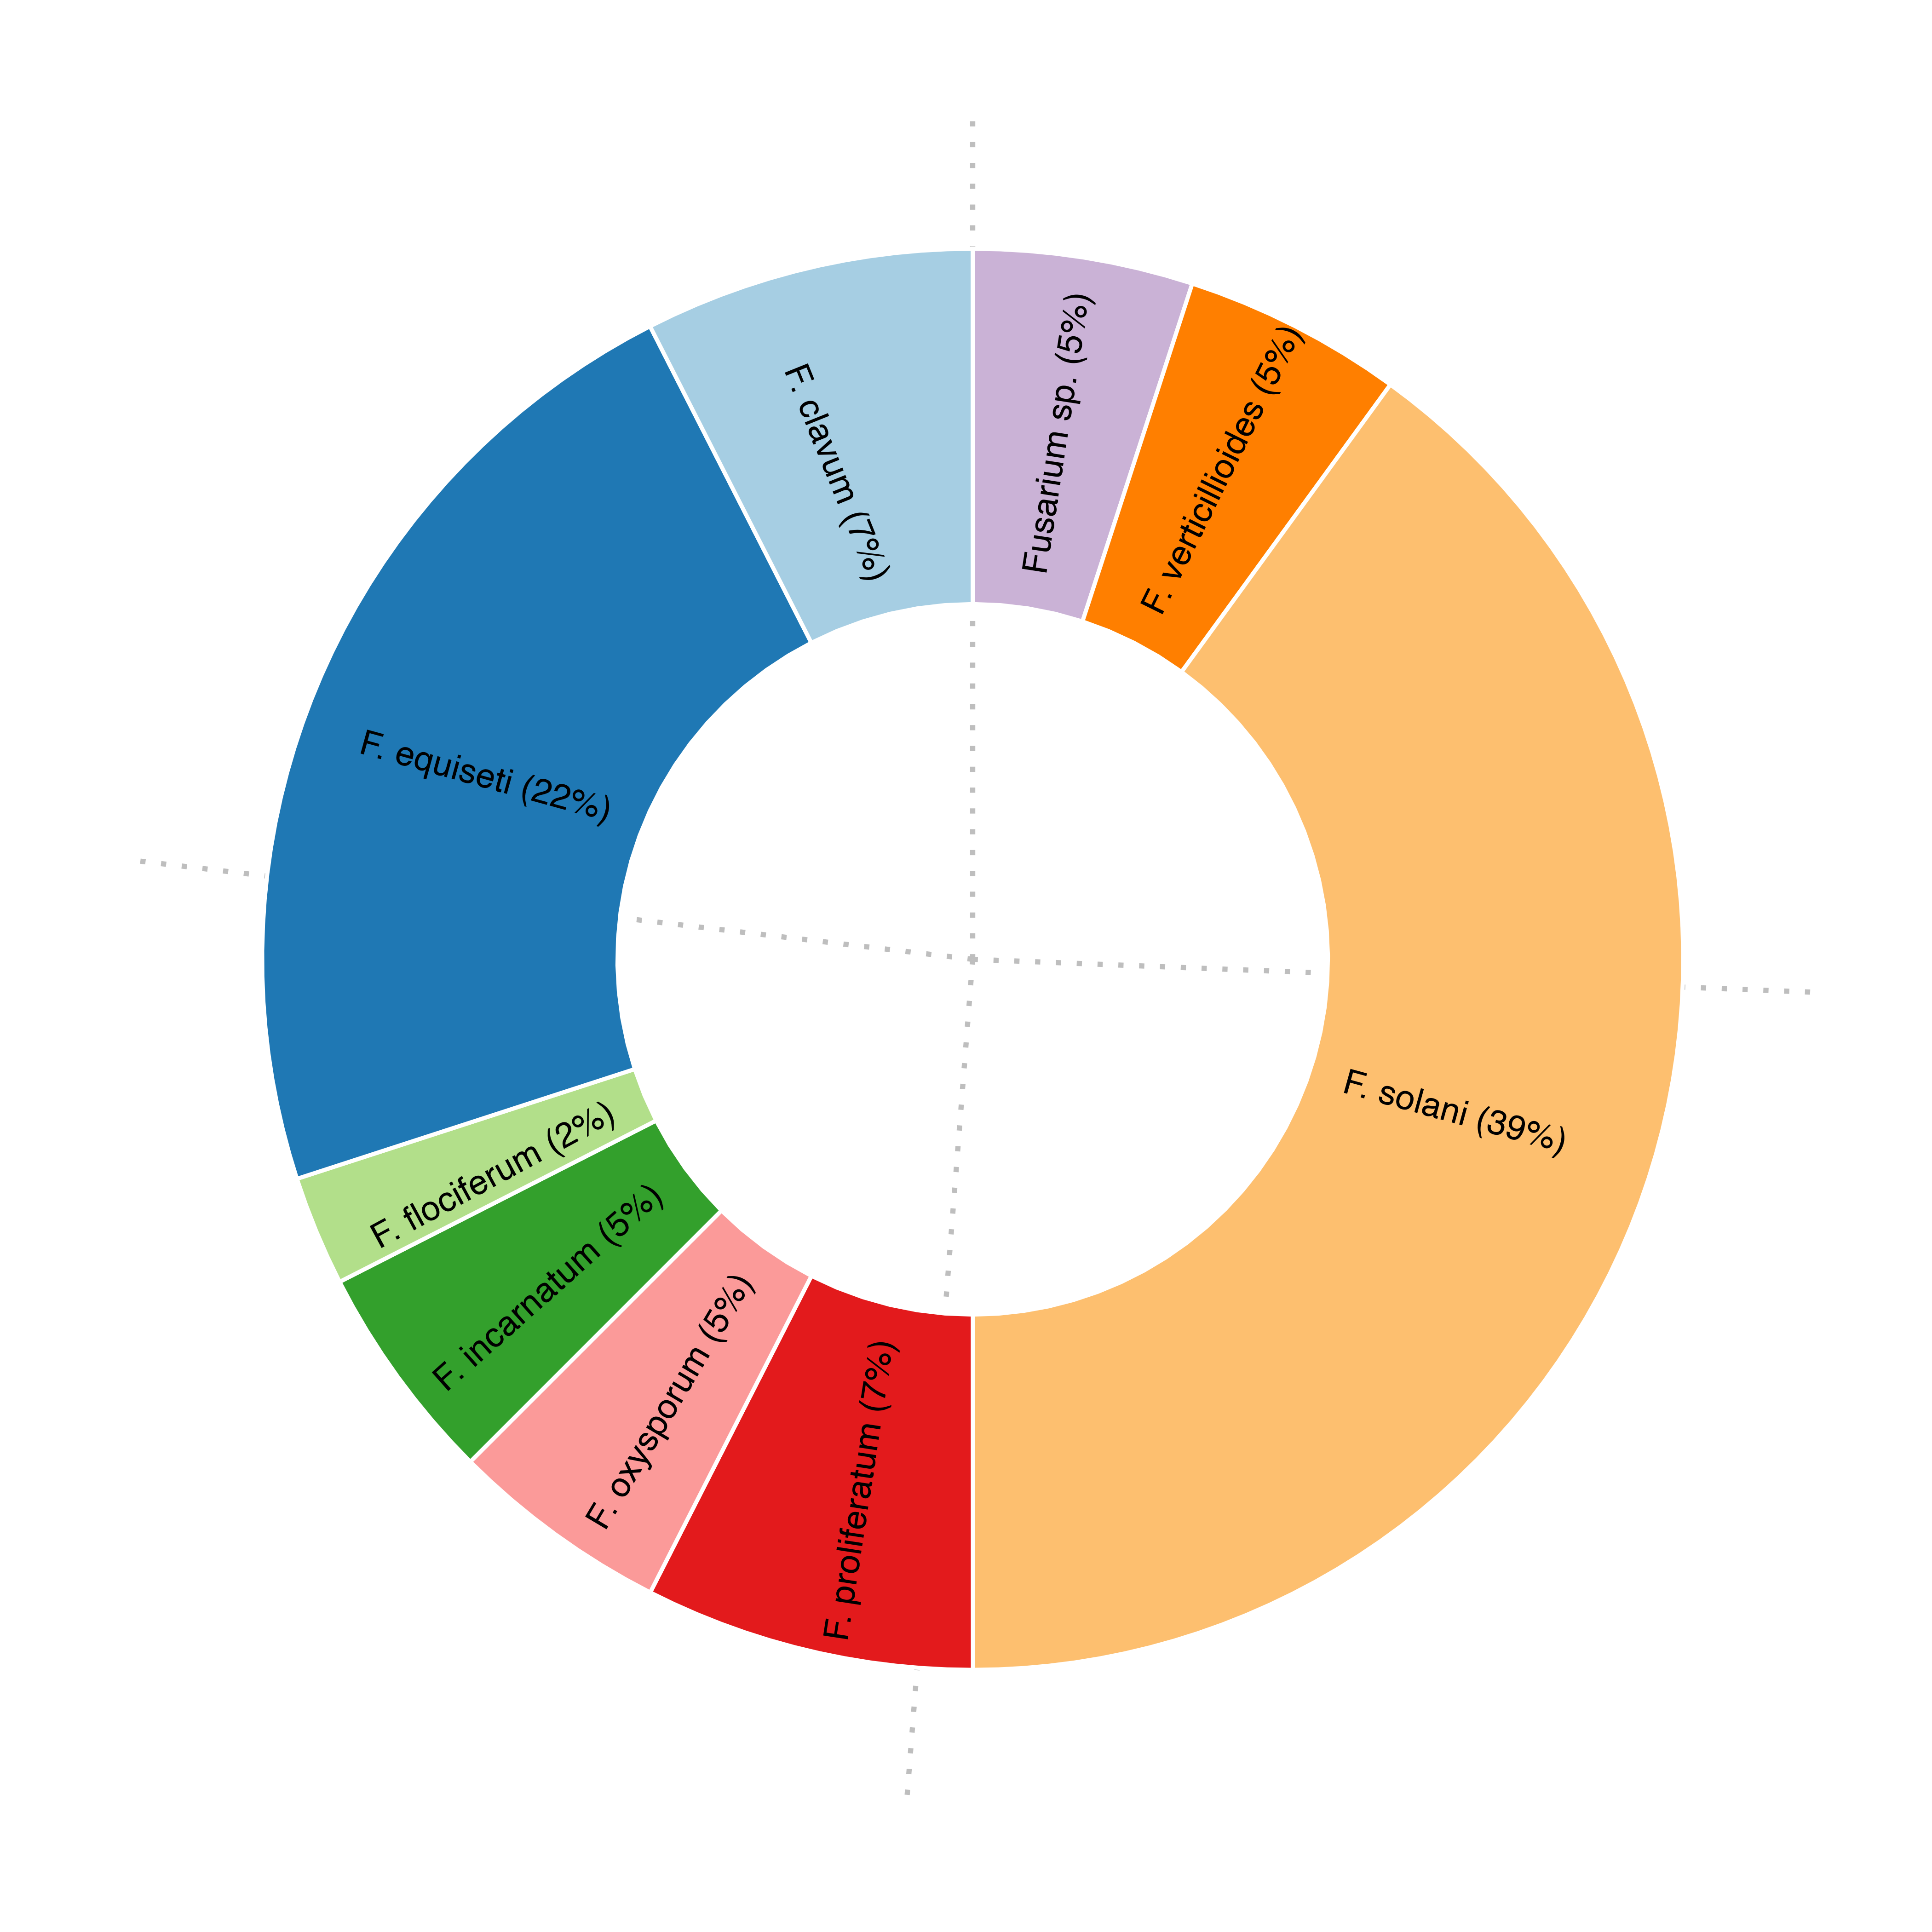 Fusarium sp. (5%)
F. verticillioides (5%)
F. solani (39%)
F. proliferatum (7%)
F. oxysporum (5%)
F. incarnatum (5%)
F. flociferum (2%)
F. equiseti (22%)
F. clavum (7%)